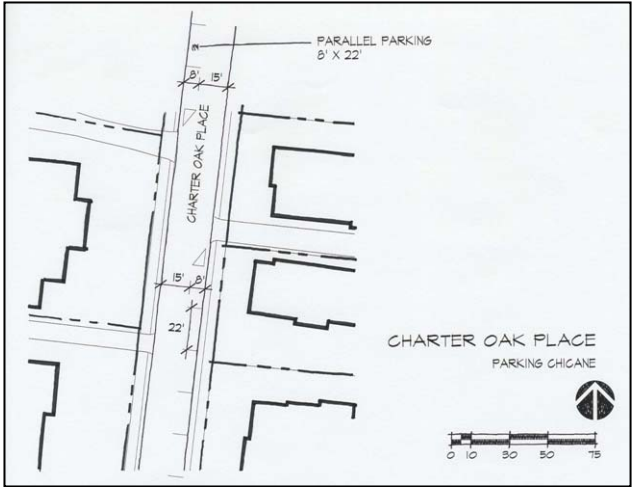 PARALLEL PARKING
8' X 22'
8' 15'
CHARTER OAK PLACE
15' 8'
22'
CHARTER OAK PLACE
PARKING CHICANE
0 10 30 50 75